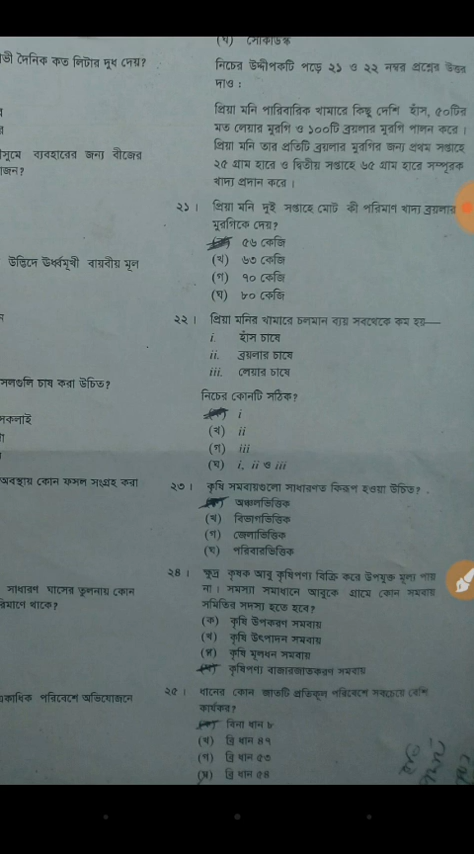 (ঘ) সোকাডিস্ক
ভী দৈনিক কত লিটার দুধ দেয়?
সুমে ব্যবহারের জন্য বীজের
জন?
উদ্ভিদে ঊর্ধ্বমুখী বায়বীয় মূল
সলগুলি চাষ করা উচিত?
সকলাই
অবস্থায় কোন ফসল সংগ্রহ করা
সাধারণ ঘাসের তুলনায় কোন
রিমাণে থাকে?
একাধিক পরিবেশে অভিযোজনে
নিচের উদ্দীপকটি পড়ে ২১ ও ২২ নম্বর প্রশ্নের উত্তর
দাও :
প্রিয়া মনি পারিবারিক খামারে কিছু দেশি হাঁস, ৫০টির
মত লেয়ার মুরগি ও ১০০টি ব্রয়লার মুরগি পালন করে।
প্রিয়া মনি তার প্রতিটি ব্রয়লার মুরগির জন্য প্রথম সপ্তাহে
২৫ গ্রাম হারে ও দ্বিতীয় সপ্তাহে ৬৫ গ্রাম হারে সম্পূরক
খাদ্য প্রদান করে।
২১। প্রিয়া মনি দুই সপ্তাহে মোট কী পরিমাণ খাদ্য ব্রয়লার
মুরগিকে দেয়?
(ক) ৫৬ কেজি
(খ) ৬৩ কেজি
(গ) ৭০ কেজি
(ঘ) ৮০ কেজি
২২। প্রিয়া মনির খামারে চলমান ব্যয় সবথেকে কম হয়—
i. হাঁস চাষে
ii. ব্রয়লার চাষে
iii. লেয়ার চাষে
নিচের কোনটি সঠিক?
(ক) i
(খ) ii
(গ) iii
(ঘ) i, ii ও iii
২৩। কৃষি সমবায়গুলো সাধারণত কিরূপ হওয়া উচিত?
(ক) অঞ্চলভিত্তিক
(খ) বিভাগভিত্তিক
(গ) জেলাভিত্তিক
(ঘ) পরিবারভিত্তিক
২৪। ক্ষুদ্র কৃষক আবু কৃষিপণ্য বিক্রি করে উপযুক্ত মূল্য পায়
না। সমস্যা সমাধানে আবুকে গ্রামে কোন সমবায়
সমিতির সদস্য হতে হবে?
(ক) কৃষি উপকরণ সমবায়
(খ) কৃষি উৎপাদন সমবায়
(গ) কৃষি মূলধন সমবায়
(ঘ) কৃষিপণ্য বাজারজাতকরণ সমবায়
২৫। ধানের কোন জাতটি প্রতিকূল পরিবেশে সবচেয়ে বেশি
কার্যকর?
(ক) বিনা ধান ৮
(খ) ব্রি ধান ৪৭
(গ) ব্রি ধান ৫৩
(ঘ) ব্রি ধান ৫৪